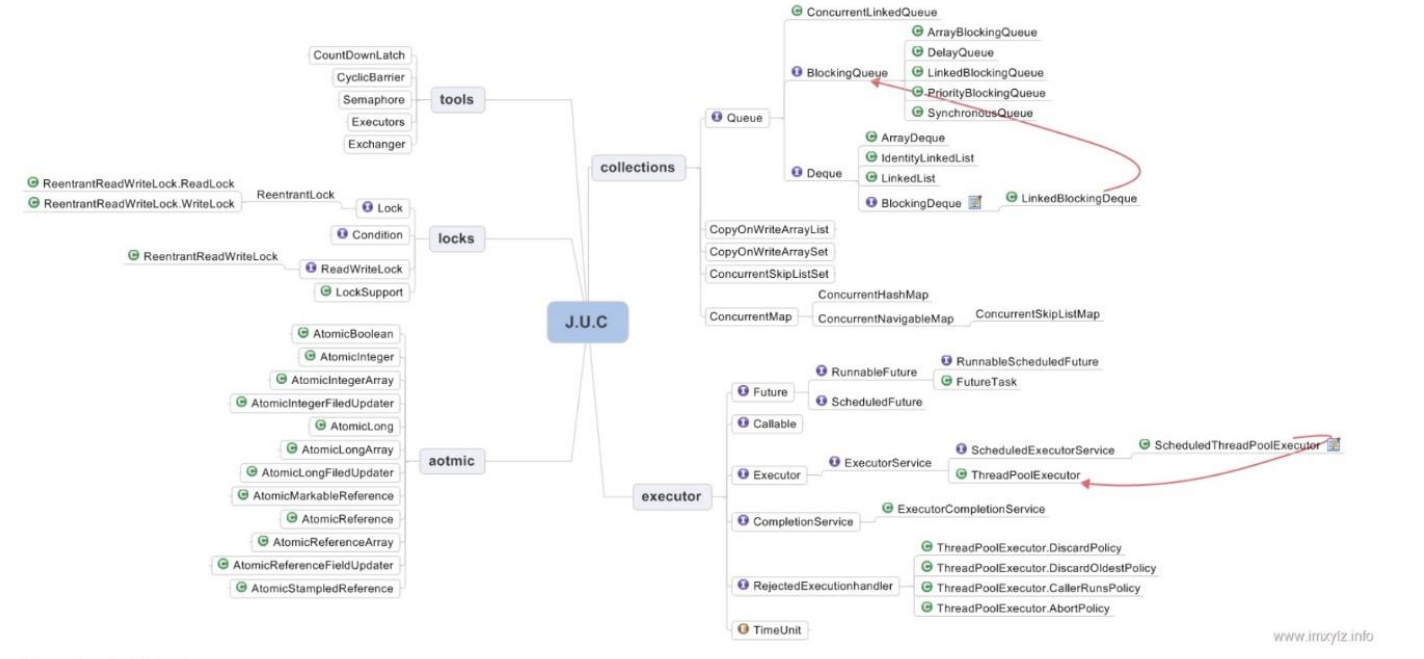 J.U.C
tools
CountDownLatch
CyclicBarrier
Semaphore
Executors
Exchanger
locks
Lock
ReentrantLock
ReentrantReadWriteLock.ReadLock
ReentrantReadWriteLock.WriteLock
Condition
ReadWriteLock
ReentrantReadWriteLock
LockSupport
aotmic
AtomicBoolean
AtomicInteger
AtomicIntegerArray
AtomicIntegerFiledUpdater
AtomicLong
AtomicLongArray
AtomicLongFiledUpdater
AtomicMarkableReference
AtomicReference
AtomicReferenceArray
AtomicReferenceFieldUpdater
AtomicStampedReference
collections
Queue
ConcurrentLinkedQueue
BlockingQueue
ArrayBlockingQueue
DelayQueue
LinkedBlockingQueue
PriorityBlockingQueue
SynchronousQueue
Deque
ArrayDeque
IdentityLinkedList
LinkedList
BlockingDeque
LinkedBlockingDeque
CopyOnWriteArrayList
CopyOnWriteArraySet
ConcurrentSkipListSet
ConcurrentMap
ConcurrentHashMap
ConcurrentNavigableMap
ConcurrentSkipListMap
executor
Future
RunnableFuture
RunnableScheduledFuture
FutureTask
ScheduledFuture
Callable
Executor
ExecutorService
ScheduledExecutorService
ScheduledThreadPoolExecutor
ThreadPoolExecutor
CompletionService
ExecutorCompletionService
RejectedExecutionhandler
ThreadPoolExecutor.DiscardPolicy
ThreadPoolExecutor.DiscardOldestPolicy
ThreadPoolExecutor.CallerRunsPolicy
ThreadPoolExecutor.AbortPolicy
TimeUnit
www.imxylz.info